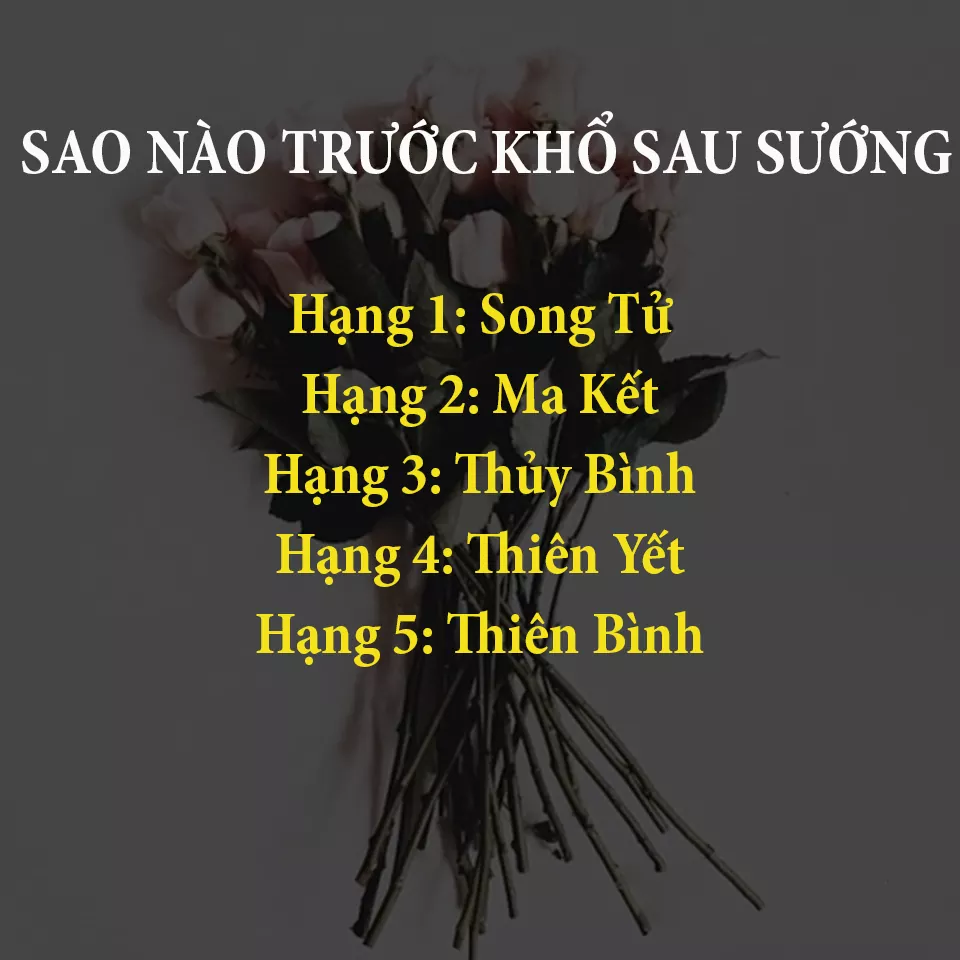 SAO NÀO TRƯỚC KHỔ SAU SƯỚNG
Hạng 1: Song Tử
Hạng 2: Ma Kết
Hạng 3: Thủy Bình
Hạng 4: Thiên Yết
Hạng 5: Thiên Bình